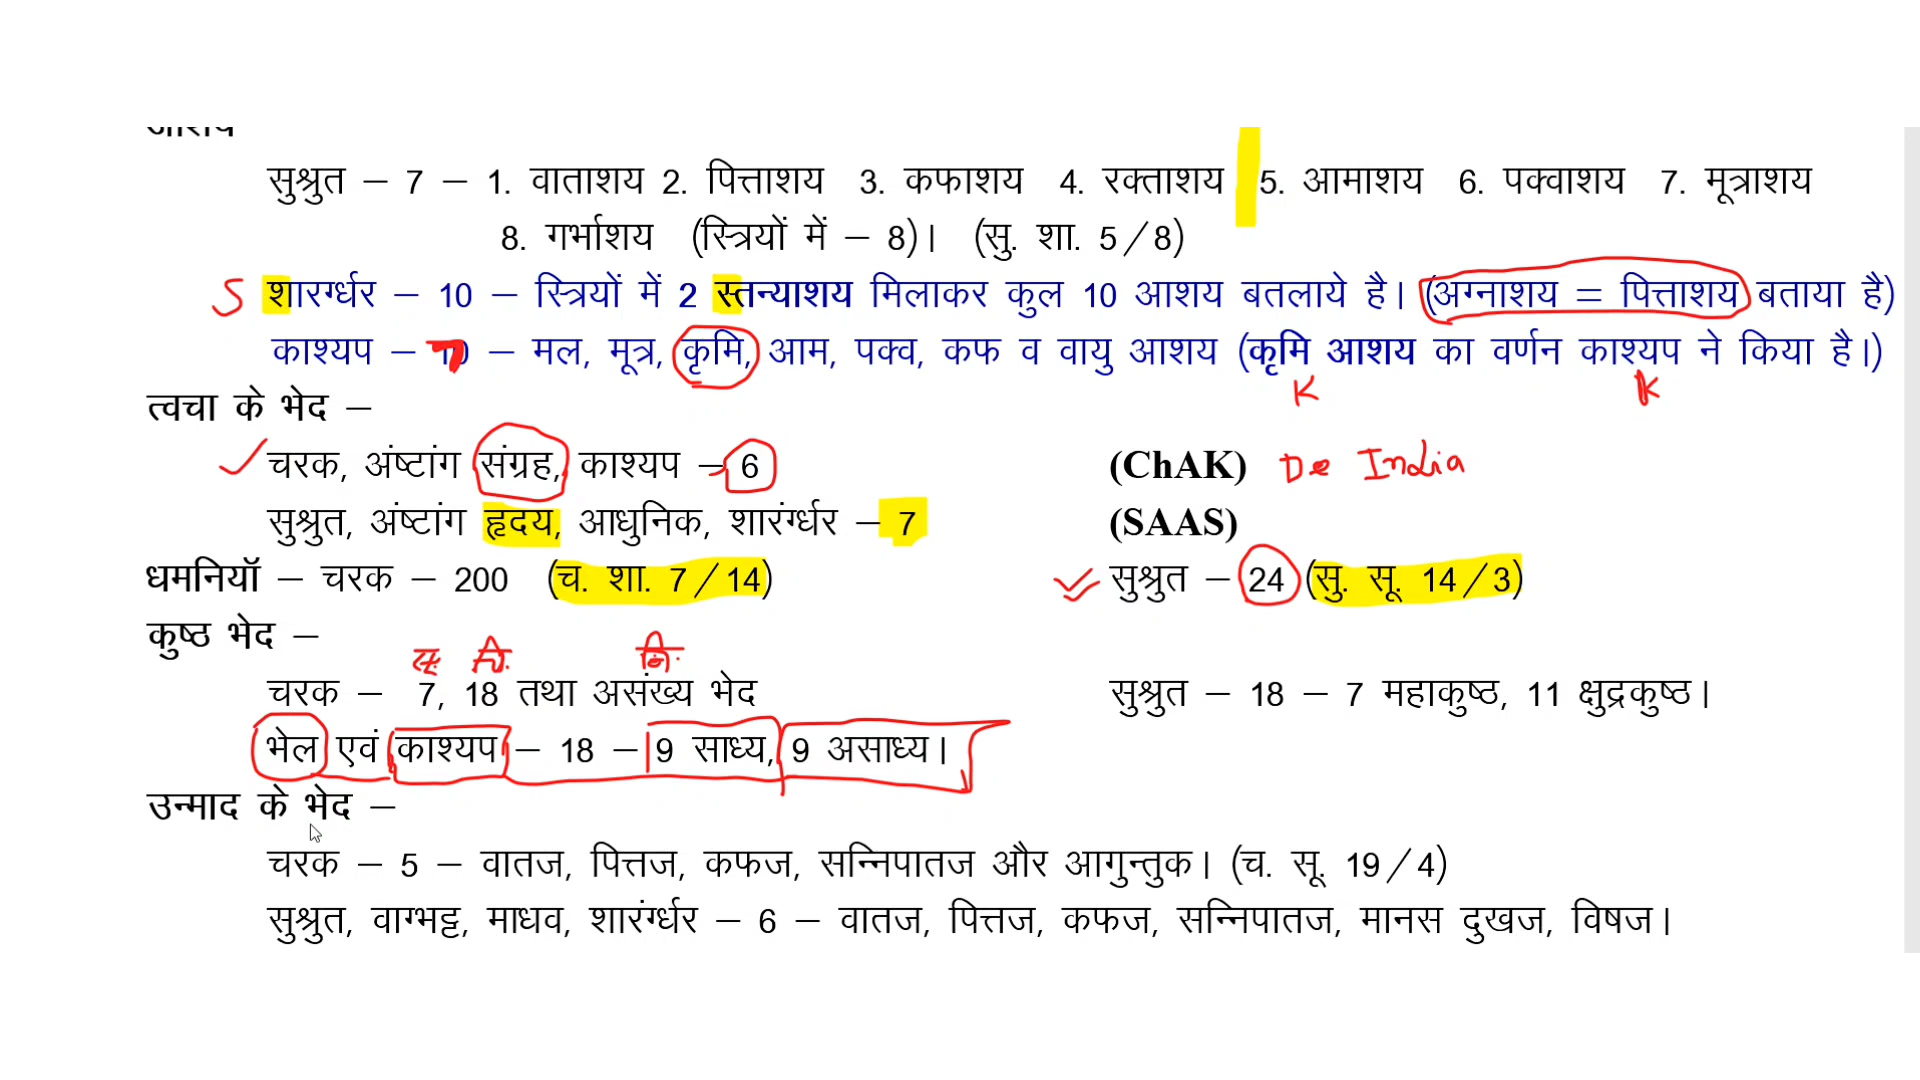 आशय
सुश्रुत – 7 – 1. वाताशय 2. पित्ताशय 3. कफाशय 4. रक्ताशय 5. आमाशय 6. पक्वाशय 7. मूत्राशय
8. गर्भाशय (स्त्रियों में – 8)। (सु. शा. 5/8)
S शारर्ग्धर – 10 – स्त्रियों में 2 स्तन्याशय मिलाकर कुल 10 आशय बतलाये है। (अग्नाशय = पित्ताशय बताया है)
काश्यप – 7 – मल, मूत्र, कृमि, आम, पक्व, कफ व वायु आशय (कृमि आशय का वर्णन काश्यप ने किया है।)
K K
त्वचा के भेद –
चरक, अंष्टांग संग्रह, काश्यप – 6 (ChAK) De India
सुश्रुत, अंष्टांग हृदय, आधुनिक, शारंर्ग्धर – 7 (SAAS)
धमनियॉ – चरक – 200 (च. शा. 7/14) सुश्रुत – 24 (सु. सू. 14/3)
कुष्ठ भेद –
चरक – 7, 18 तथा असंख्य भेद सुश्रुत – 18 – 7 महाकुष्ठ, 11 क्षुद्रकुष्ठ।
भेल एवं काश्यप – 18 – 9 साध्य, 9 असाध्य।
उन्माद के भेद –
चरक – 5 – वातज, पित्तज, कफज, सन्निपातज और आगुन्तुक। (च. सू. 19/4)
सुश्रुत, वाग्भट्ट, माधव, शारंर्ग्धर – 6 – वातज, पित्तज, कफज, सन्निपातज, मानस दुखज, विषज।